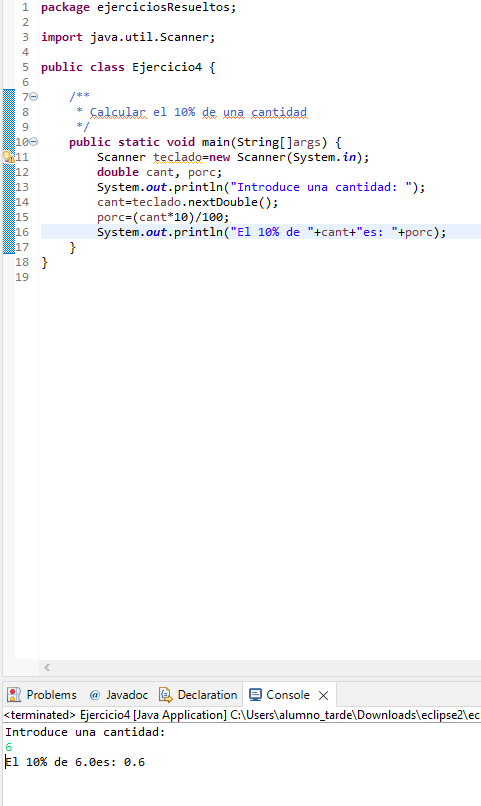 1 package ejerciciosResueltos;
2
3 import java.util.Scanner;
4
5 public class Ejercicio4 {
6
7 /**
8 * Calcular el 10% de una cantidad
9 */
10 public static void main(String[]args) {
11 Scanner teclado=new Scanner(System.in);
12 double cant, porc;
13 System.out.println("Introduce una cantidad: ");
14 cant=teclado.nextDouble();
15 porc=(cant*10)/100;
16 System.out.println("El 10% de "+cant+"es: "+porc);
17 }
18 }
19
Problems @ Javadoc Declaration Console
<terminated> Ejercicio4 [Java Application] C:\Users\alumno_tarde\Downloads\eclipse2\ecl
Introduce una cantidad:
6
El 10% de 6.0es: 0.6